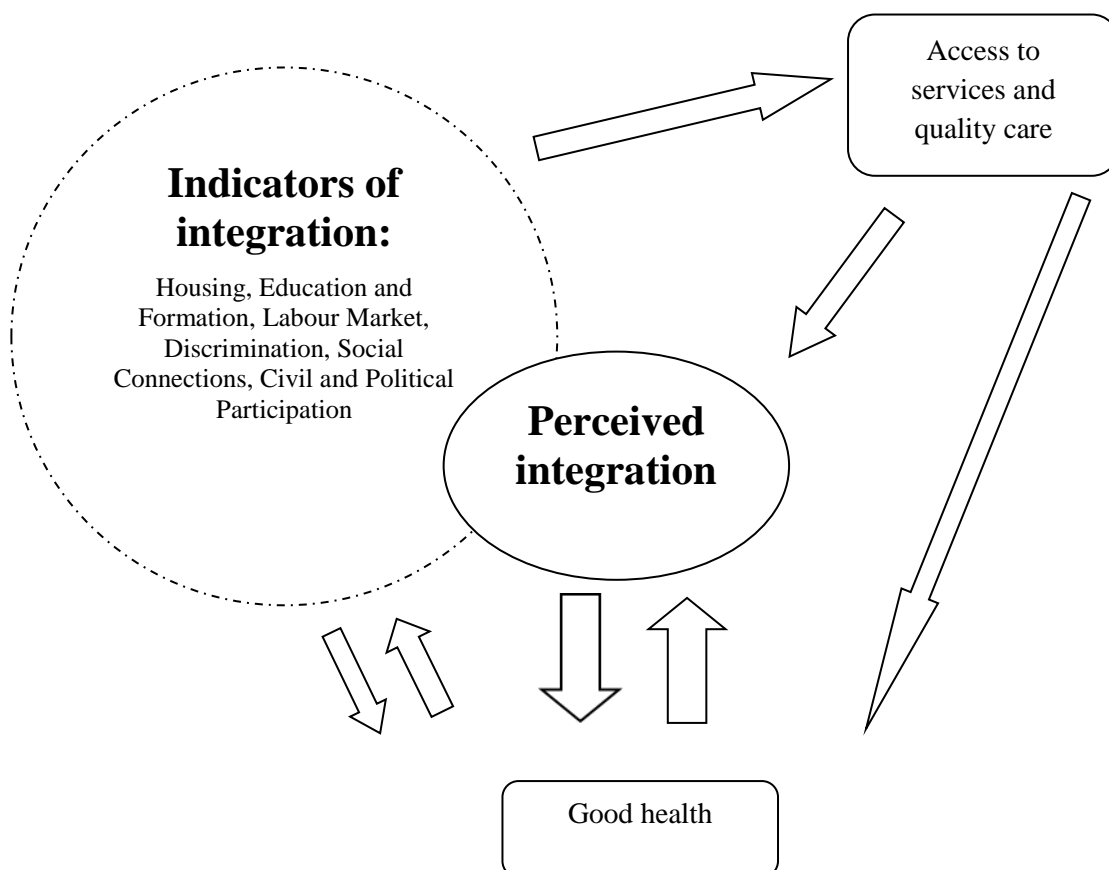 Access to
services and
quality care
Indicators of
integration:
Housing, Education and
Formation, Labour Market,
Discrimination, Social
Connections, Civil and Political
Participation
Perceived
integration
Good health